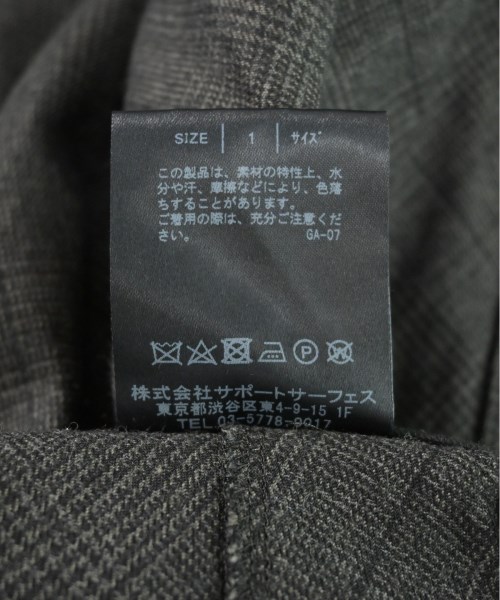 SIZE | 1 | サイズ
この製品は、素材の特性上、水
分や汗、摩擦などにより、色落
ちすることがあります。
ご着用の際は、充分ご注意くだ
さい。 GA-07
株式会社サポートサーフェス
東京都渋谷区東4-9-15 1F
TEL 03-5778-9017